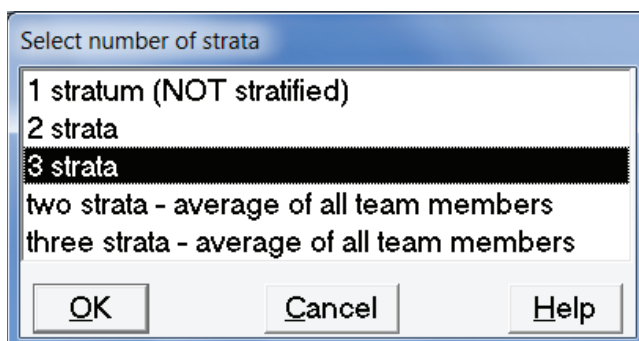 Select number of strata
1 stratum (NOT stratified)
2 strata
3 strata
two strata - average of all team members
three strata - average of all team members
OK Cancel Help